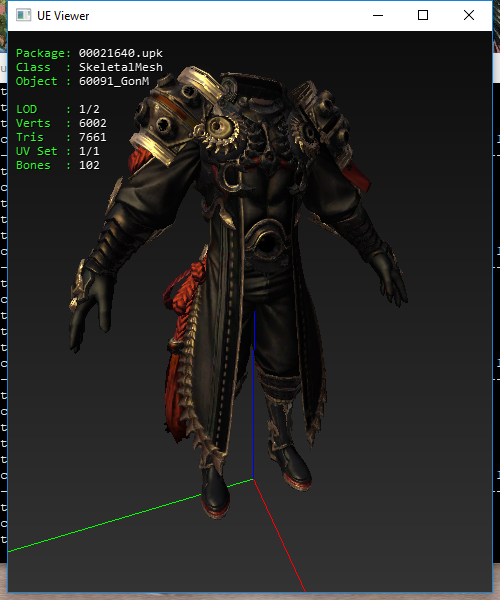 UE Viewer
Package: 00021640.upk
Class : SkeletalMesh
Object : 60091_GonM
LOD : 1/2
Verts : 6002
Tris : 7661
UV Set : 1/1
Bones : 102